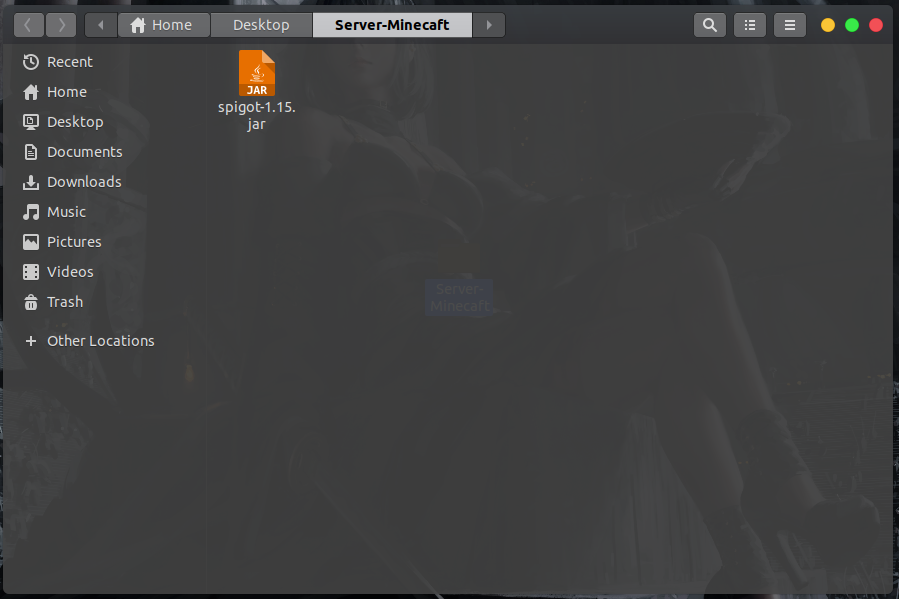 Home
Desktop
Server-Minecaft
Recent
Home
Desktop
Documents
Downloads
Music
Pictures
Videos
Trash
Other Locations
JAR
spigot-1.15.
jar
Server-
Minecaft